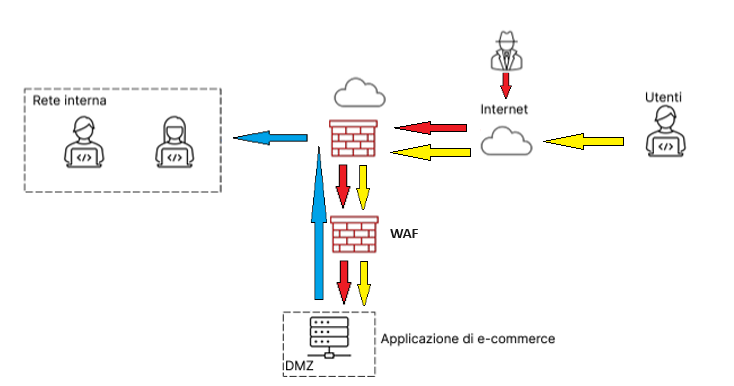 Rete interna
Internet
Utenti
WAF
Applicazione di e-commerce
DMZ